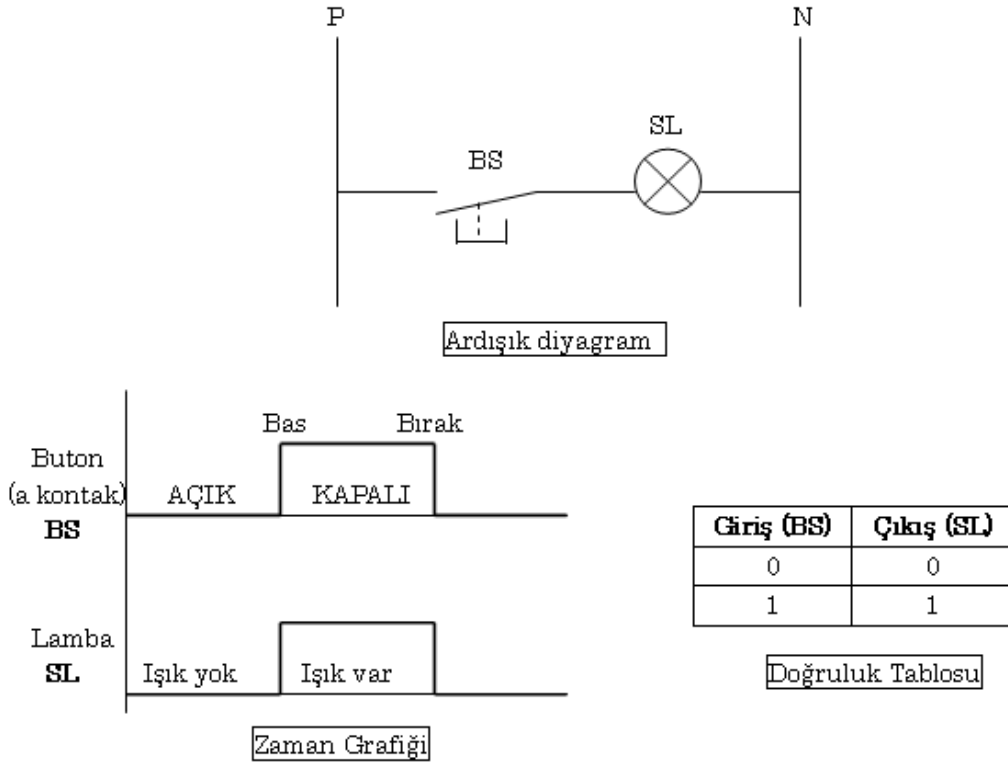 P
N
SL
BS
Ardışık diyagram
Bas
Bırak
Buton
(a kontak)
BS
AÇIK
KAPALI
Lamba
SL
Işık yok
Işık var
Zaman Grafiği
Giriş (BS) Çıkış (SL)
0 0
1 1
Doğruluk Tablosu